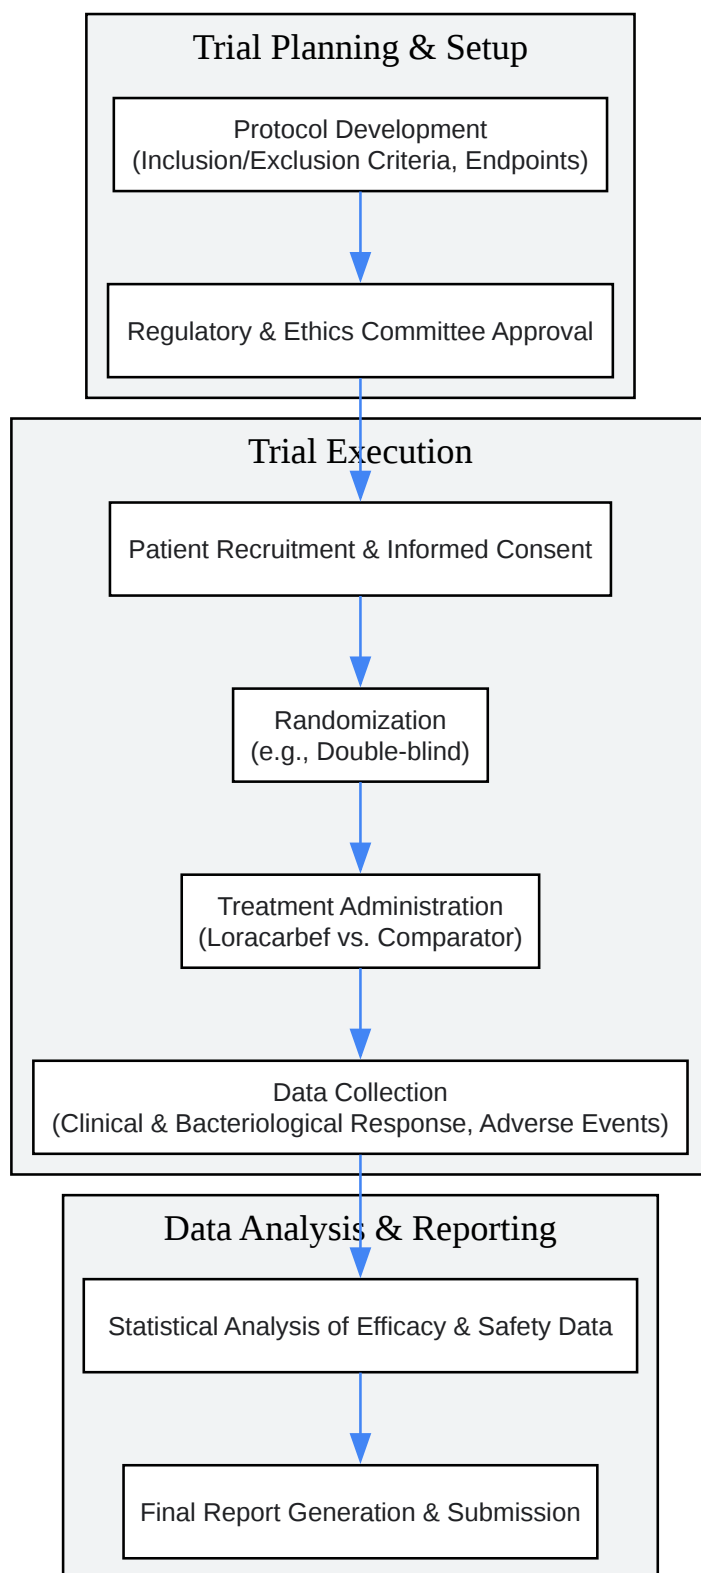 Trial Planning & Setup
Protocol Development
(Inclusion/Exclusion Criteria, Endpoints)
Regulatory & Ethics Committee Approval
Trial Execution
Patient Recruitment & Informed Consent
Randomization
(e.g., Double-blind)
Treatment Administration
(Loracarbef vs. Comparator)
Data Collection
(Clinical & Bacteriological Response, Adverse Events)
Data Analysis & Reporting
Statistical Analysis of Efficacy & Safety Data
Final Report Generation & Submission